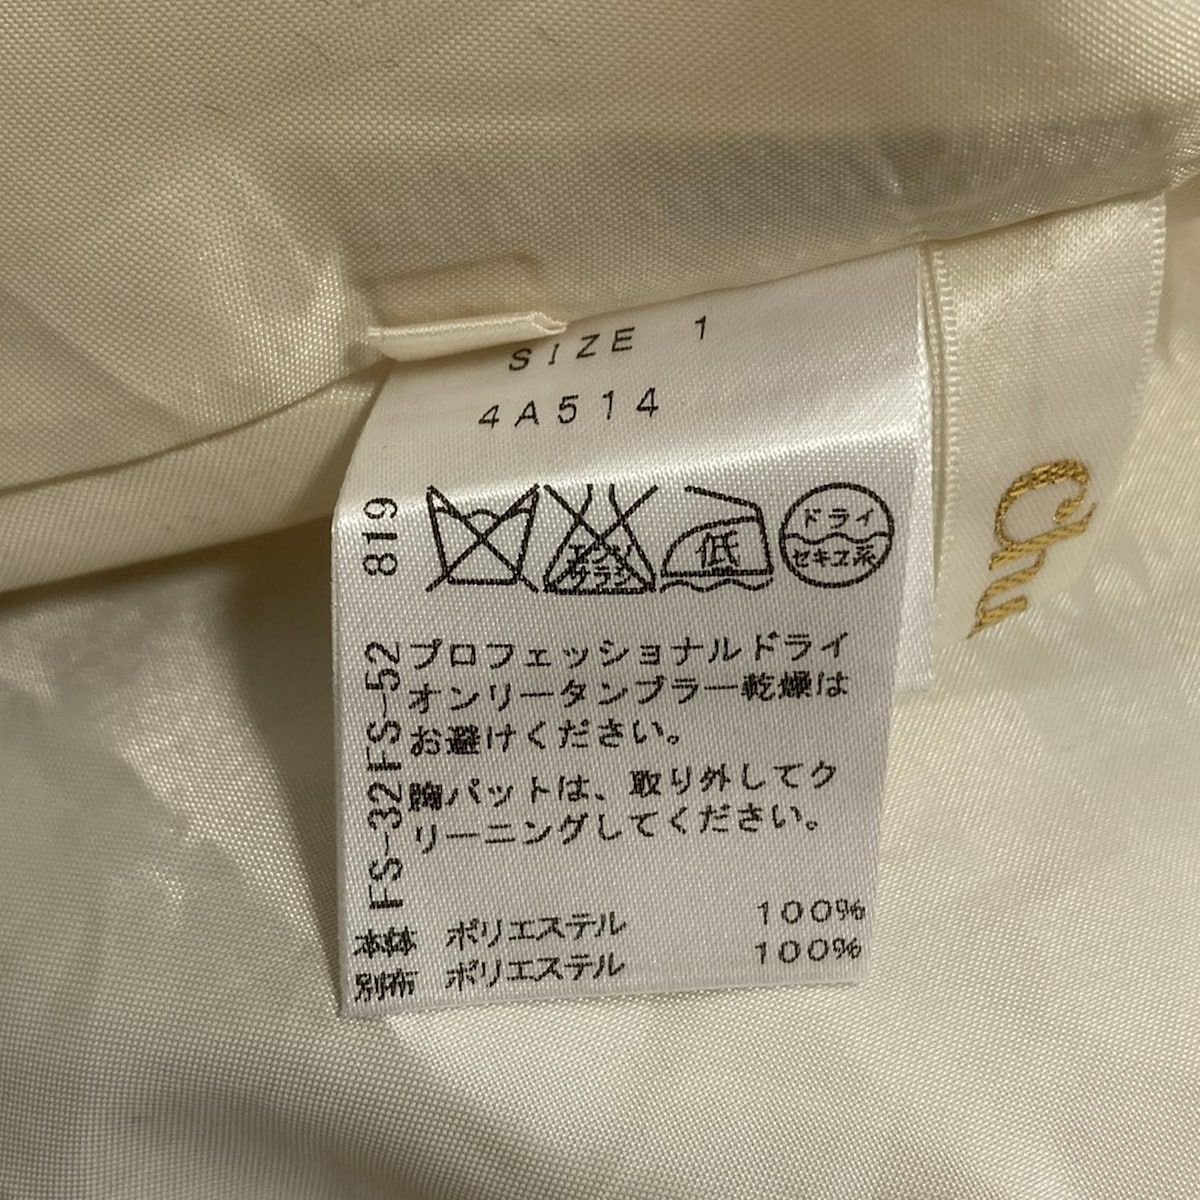 SIZE 1
4A514
819
エンソ
サラシ
低
ドライ
セキユ系
FS-32FS-52
プロフェッショナルドライ
オンリータンブラー乾燥は
お避けください。
胸パットは、取り外してク
リーニングしてください。
本体 ポリエステル 100%
別布 ポリエステル 100%
Chu